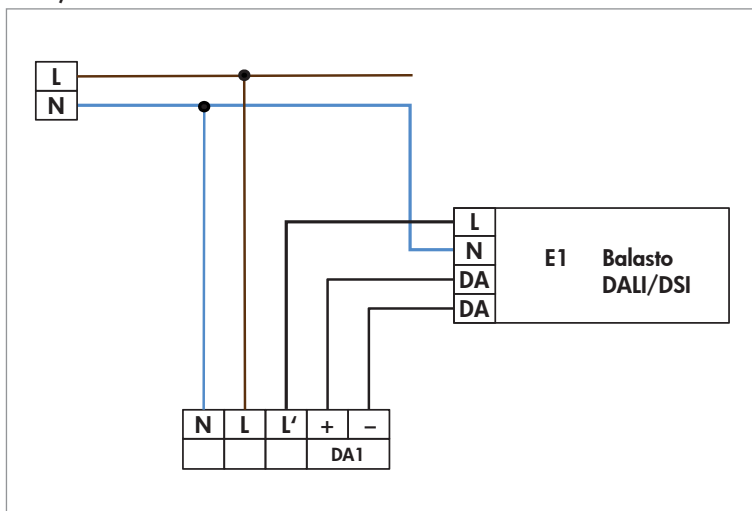 L
N
L
N
DA
DA
E1 Balasto
DALI/DSI
N L L‘ + –
DA1